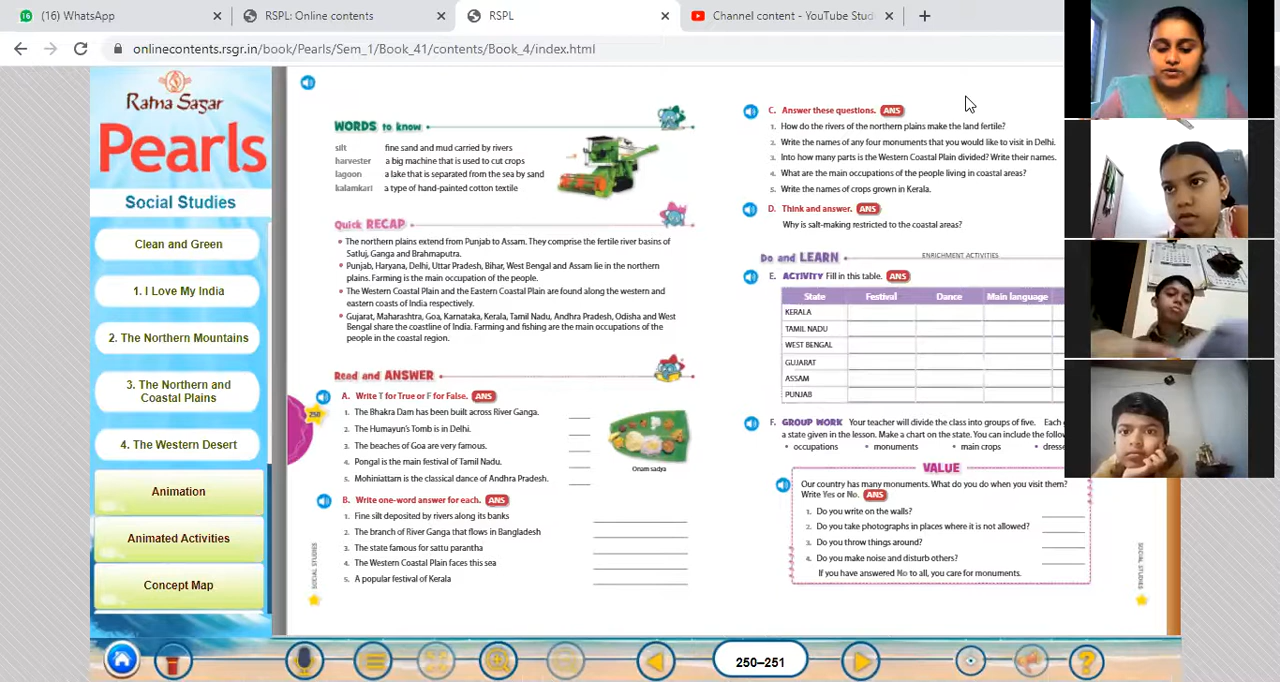 (16) WhatsApp
RSPL: Online contents
RSPL
Channel content - YouTube Stud
onlinecontents.rsgr.in/book/Pearls/Sem_1/Book_41/contents/Book_4/index.html
Ratna Sagar
Pearls
Social Studies
Clean and Green
1. I Love My India
2. The Northern Mountains
3. The Northern and
Coastal Plains
4. The Western Desert
Animation
Animated Activities
Concept Map
WORDS to know
silt fine sand and mud carried by rivers
harvester a big machine that is used to cut crops
lagoon a lake that is separated from the sea by sand
kalamkari a type of hand-painted cotton textile
Quick RECAP
• The northern plains extend from Punjab to Assam. They comprise the fertile river basins of
Satluj, Ganga and Brahmaputra.
• Punjab, Haryana, Delhi, Uttar Pradesh, Bihar, West Bengal and Assam lie in the northern
plains. Farming is the main occupation of the people.
• The Western Coastal Plain and the Eastern Coastal Plain are found along the western and
eastern coasts of India respectively.
• Gujarat, Maharashtra, Goa, Karnataka, Kerala, Tamil Nadu, Andhra Pradesh, Odisha and West
Bengal share the coastline of India. Farming and fishing are the main occupations of the
people in the coastal region.
Read and ANSWER
A. Write T for True or F for False. ANS
1. The Bhakra Dam has been built across River Ganga.
2. The Humayun's Tomb is in Delhi.
3. The beaches of Goa are very famous.
4. Pongal is the main festival of Tamil Nadu.
5. Mohiniattam is the classical dance of Andhra Pradesh.
Onam sadya
250
B. Write one-word answer for each. ANS
1. Fine silt deposited by rivers along its banks
2. The branch of River Ganga that flows in Bangladesh
3. The state famous for sattu parantha
4. The Western Coastal Plain faces this sea
5. A popular festival of Kerala
SOCIAL STUDIES
C. Answer these questions. ANS
1. How do the rivers of the northern plains make the land fertile?
2. Write the names of any four monuments that you would like to visit in Delhi.
3. Into how many parts is the Western Coastal Plain divided? Write their names.
4. What are the main occupations of the people living in coastal areas?
5. Write the names of crops grown in Kerala.
D. Think and answer. ANS
Why is salt-making restricted to the coastal areas?
Do and LEARN
ENRICHMENT ACTIVITIES
E. ACTIVITY Fill in this table. ANS
State Festival Dance Main language
KERALA
TAMIL NADU
WEST BENGAL
GUJARAT
ASSAM
PUNJAB
F. GROUP WORK Your teacher will divide the class into groups of five. Each
a state given in the lesson. Make a chart on the state. You can include the follow
• occupations • monuments • main crops • dress
VALUE
Our country has many monuments. What do you do when you visit them?
Write Yes or No. ANS
1. Do you write on the walls?
2. Do you take photographs in places where it is not allowed?
3. Do you throw things around?
4. Do you make noise and disturb others?
If you have answered No to all, you care for monuments.
SOCIAL STUDIES
250-251